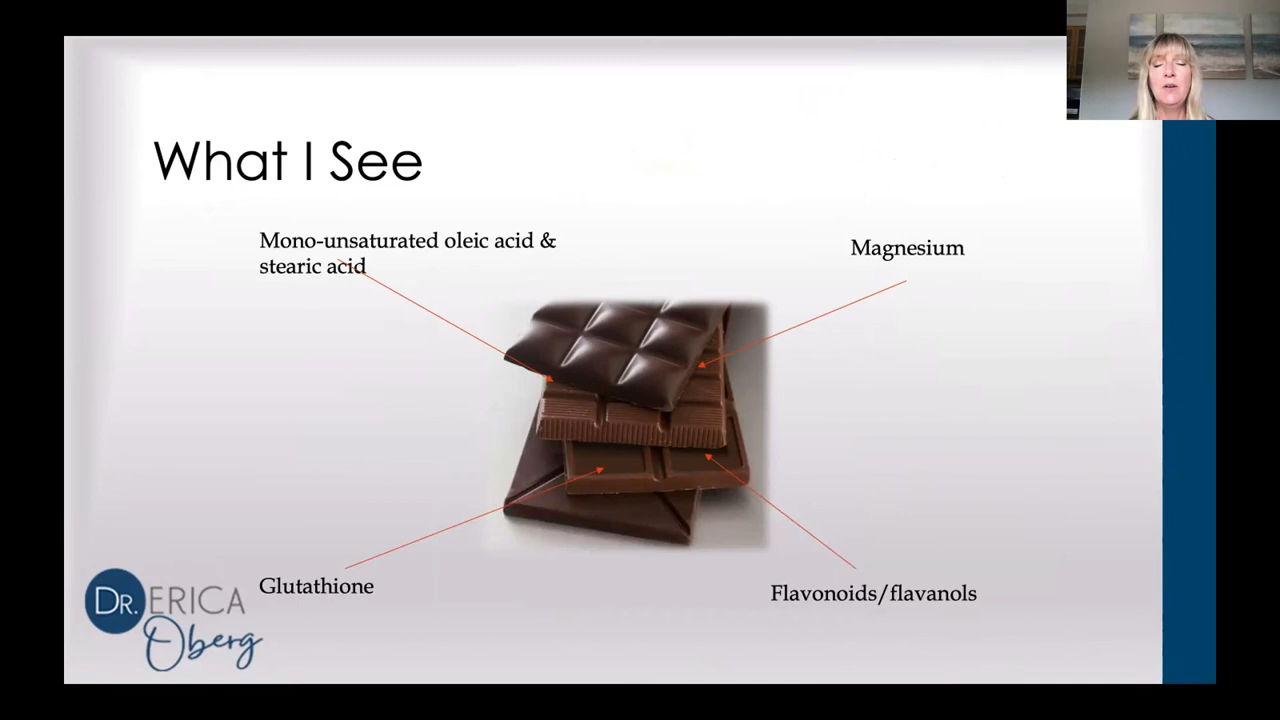 What I See
Mono-unsaturated oleic acid &
stearic acid
Magnesium
Glutathione
Flavonoids/flavanols
DR. ERICA
Oberg